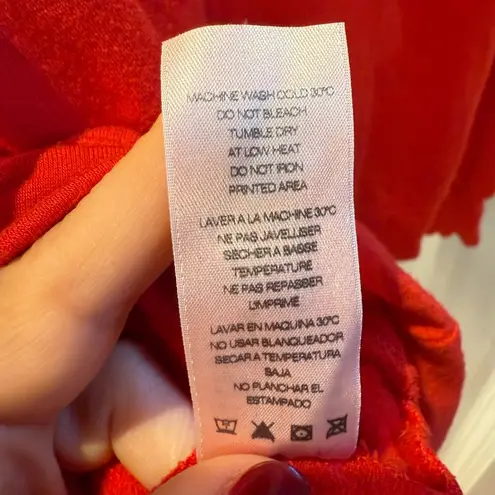 MACHINE WASH COLD 30°C
DO NOT BLEACH
TUMBLE DRY
AT LOW HEAT
DO NOT IRON
PRINTED AREA
LAVER A LA MACHINE 30°C
NE PAS JAVELLISER
SECHER A BASSE
TEMPERATURE
NE PAS REPASSER
L'IMPRIMÉ
LAVAR EN MAQUINA 30°C
NO USAR BLANQUEADOR
SECAR A TEMPERATURA
BAJA
NO PLANCHAR EL
ESTAMPADO